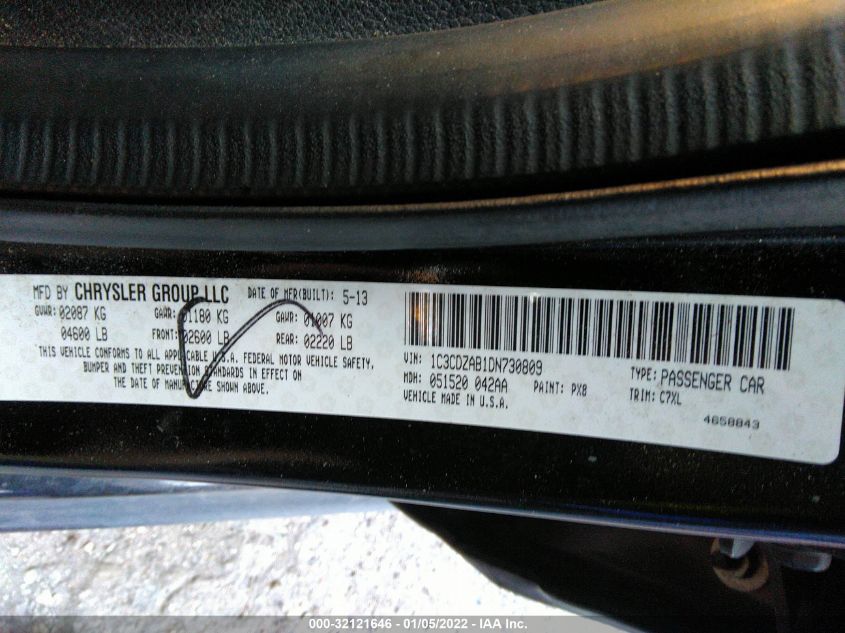 MFD BY CHRYSLER GROUP LLC DATE OF MFR(BUILT): 5-13
GVWR: 02087 KG GAWR: 01180 KG GAWR: 01007 KG
04600 LB FRONT: 02600 LB REAR: 02220 LB
THIS VEHICLE CONFORMS TO ALL APPLICABLE U.S.A. FEDERAL MOTOR VEHICLE SAFETY,
BUMPER AND THEFT PREVENTION STANDARDS IN EFFECT ON
THE DATE OF MANUFACTURE SHOWN ABOVE.
VIN: 1C3CDZAB1DN730809 TYPE: PASSENGER CAR
MDH: 051520 042AA PAINT: PX8 TRIM: C7XL
VEHICLE MADE IN U.S.A.
4658843
000-32121646 - 01/05/2022 - IAA Inc.